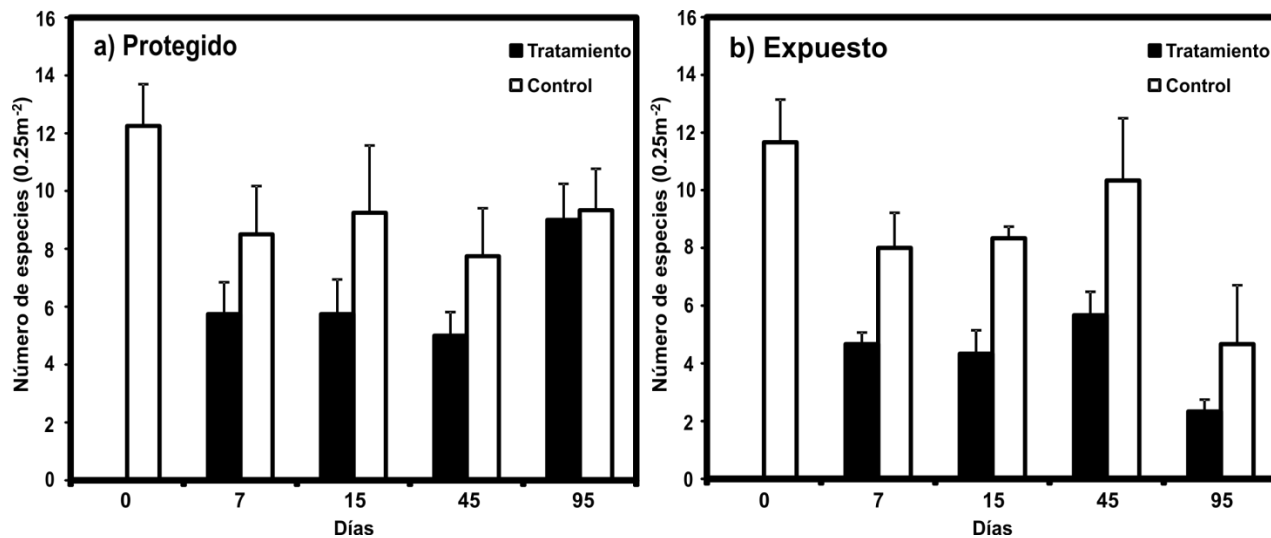 a) Protegido
Tratamiento
Control
Número de especies (0.25m⁻²)
16
14
12
10
8
6
4
2
0
0 7 15 45 95
Días
b) Expuesto
Tratamiento
Control
Número de especies (0.25m⁻²)
16
14
12
10
8
6
4
2
0
0 7 15 45 95
Días